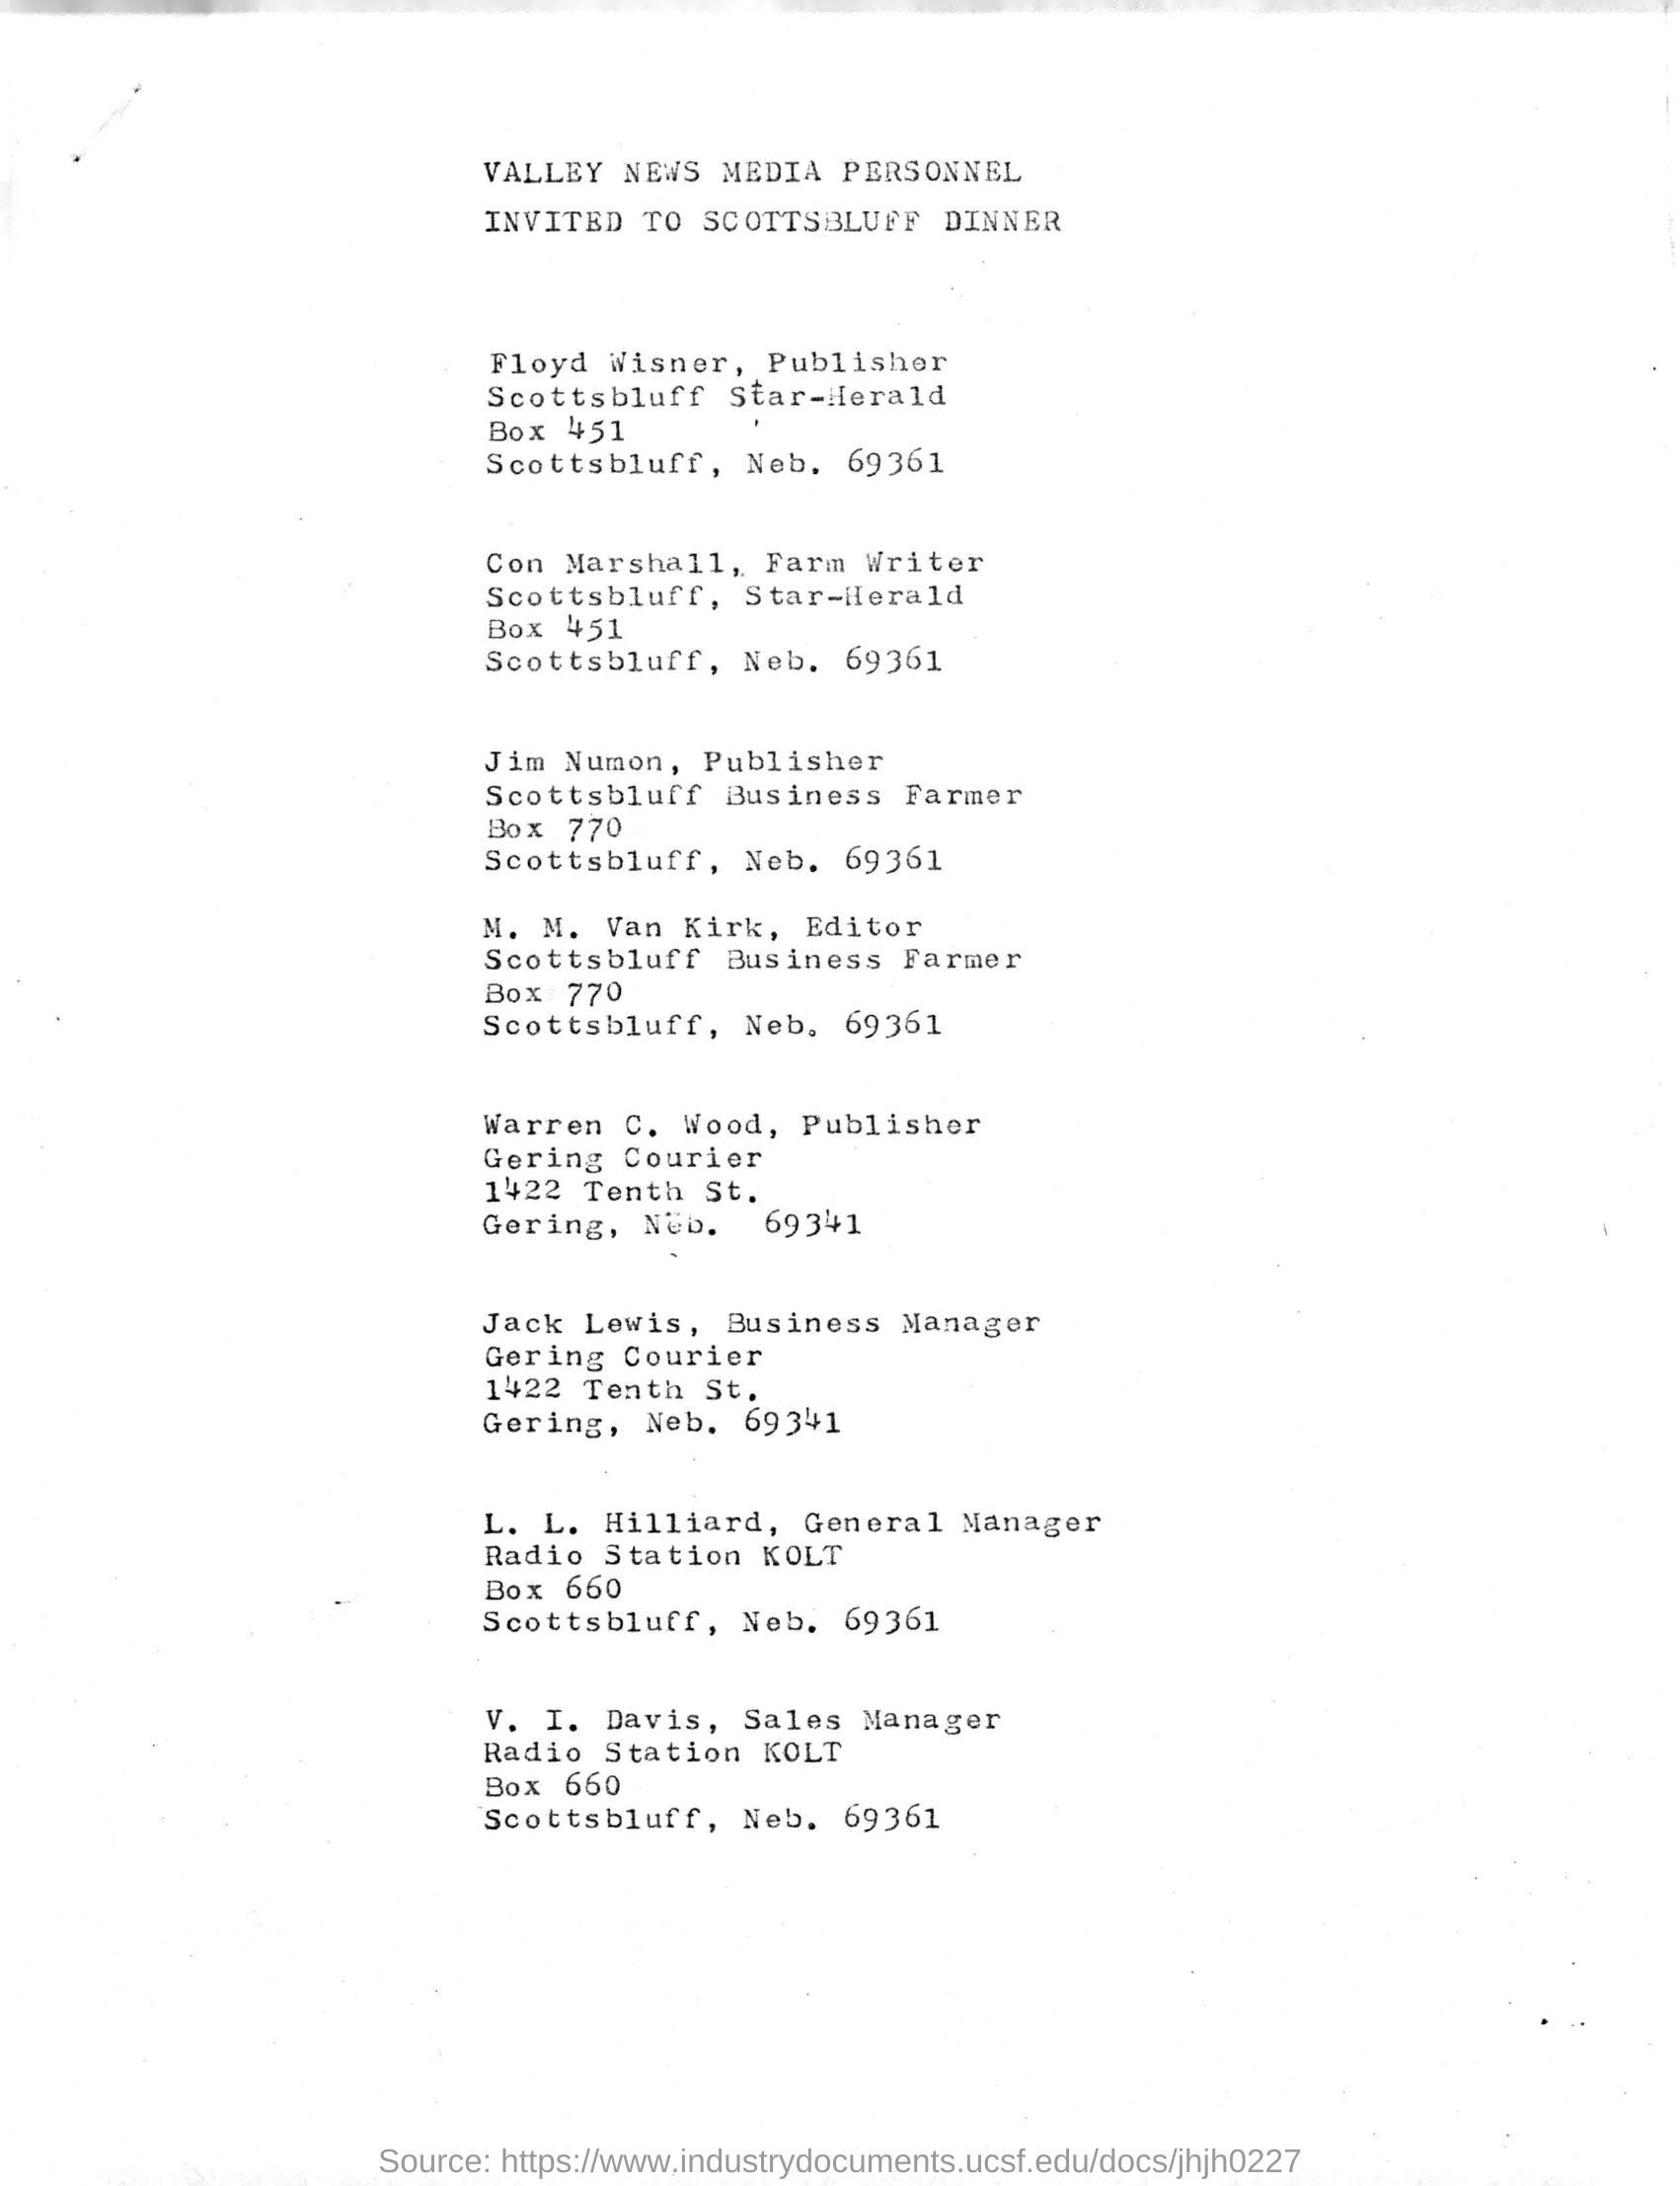 VALLEY NEWS MEDIA PERSONNEL
INVITED TO SCOTTSBLUFF DINNER
Floyd Wisner, Publisher
Scottsbluff Star-Herald
Box 451
Scottsbluff, Neb. 69361
Con Marshall, Farm Writer
Scottsbluff, Star-Herald
Box 451
Scottsbluff, Neb. 69361
Jim Numon, Publisher
Scottsbluff Business Farmer
Box 770
Scottsbluff, Neb. 69361
M. M. Van Kirk, Editor
Scottsbluff Business Farmer
Box 770
Scottsbluff, Neb. 69361
Warren C. Wood, Publisher
Gering Courier
1422 Tenth St.
Gering, Neb. 69341
Jack Lewis, Business Manager
Gering Courier
1422 Tenth St.
Gering, Neb. 69341
L. L. Hilliard, General Manager
Radio Station KOLT
Box 660
Scottsbluff, Neb. 69361
V. I. Davis, Sales Manager
Radio Station KOLT
Box 660
Scottsbluff, Neb. 69361
Source: https://www.industrydocuments.ucsf.edu/docs/jhjh0227